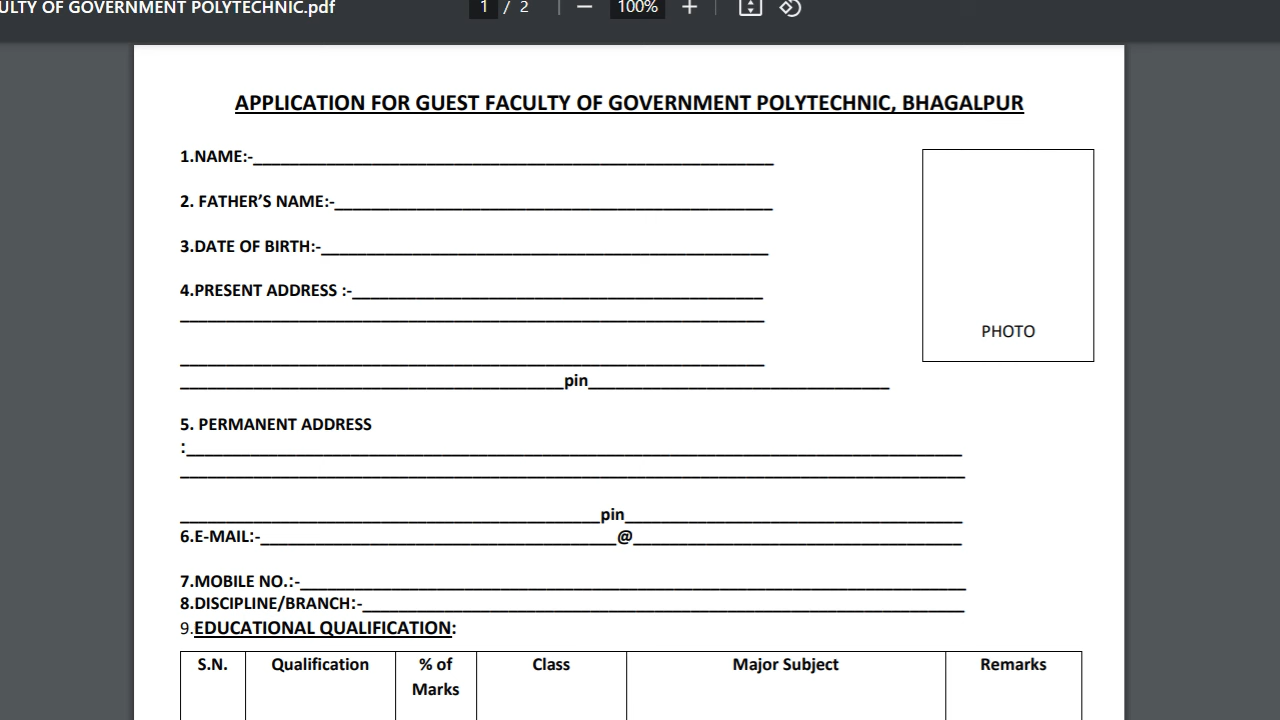 ULTY OF GOVERNMENT POLYTECHNIC.pdf 1 / 2 100%
APPLICATION FOR GUEST FACULTY OF GOVERNMENT POLYTECHNIC, BHAGALPUR
1.NAME:-
2. FATHER'S NAME:-
3.DATE OF BIRTH:-
4.PRESENT ADDRESS :-
PHOTO
pin
5. PERMANENT ADDRESS
:
pin
6.E-MAIL:- @
7.MOBILE NO.:-
8.DISCIPLINE/BRANCH:-
9.EDUCATIONAL QUALIFICATION:
S.N. Qualification % of Marks Class Major Subject Remarks